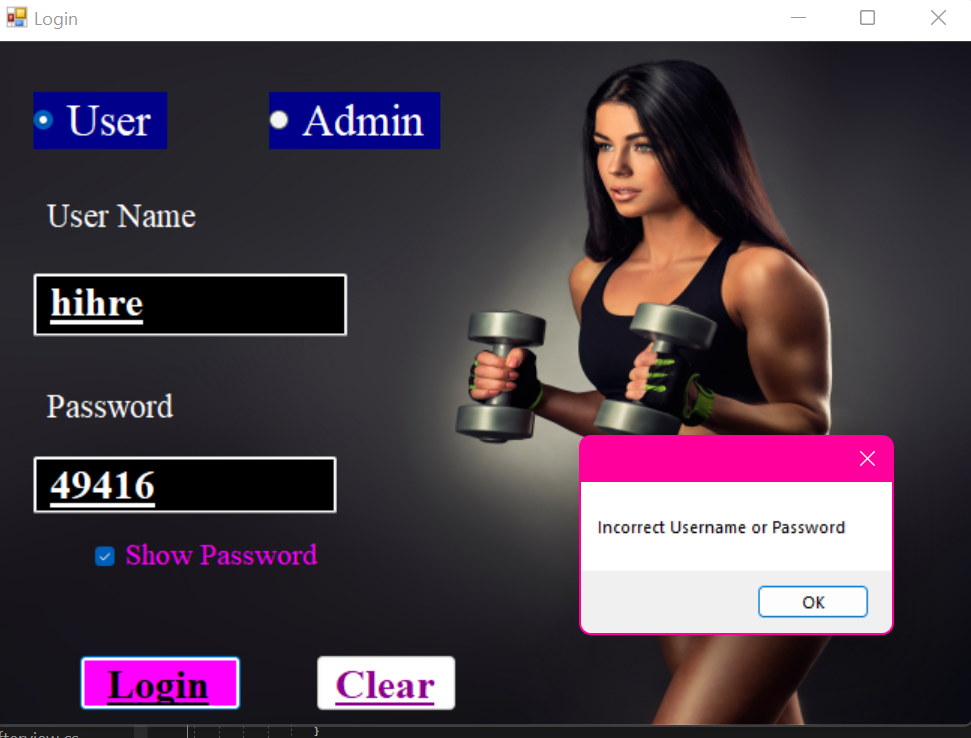 Login
User
Admin
User Name
hihre
Password
49416
Show Password
Incorrect Username or Password
OK
Login
Clear
}